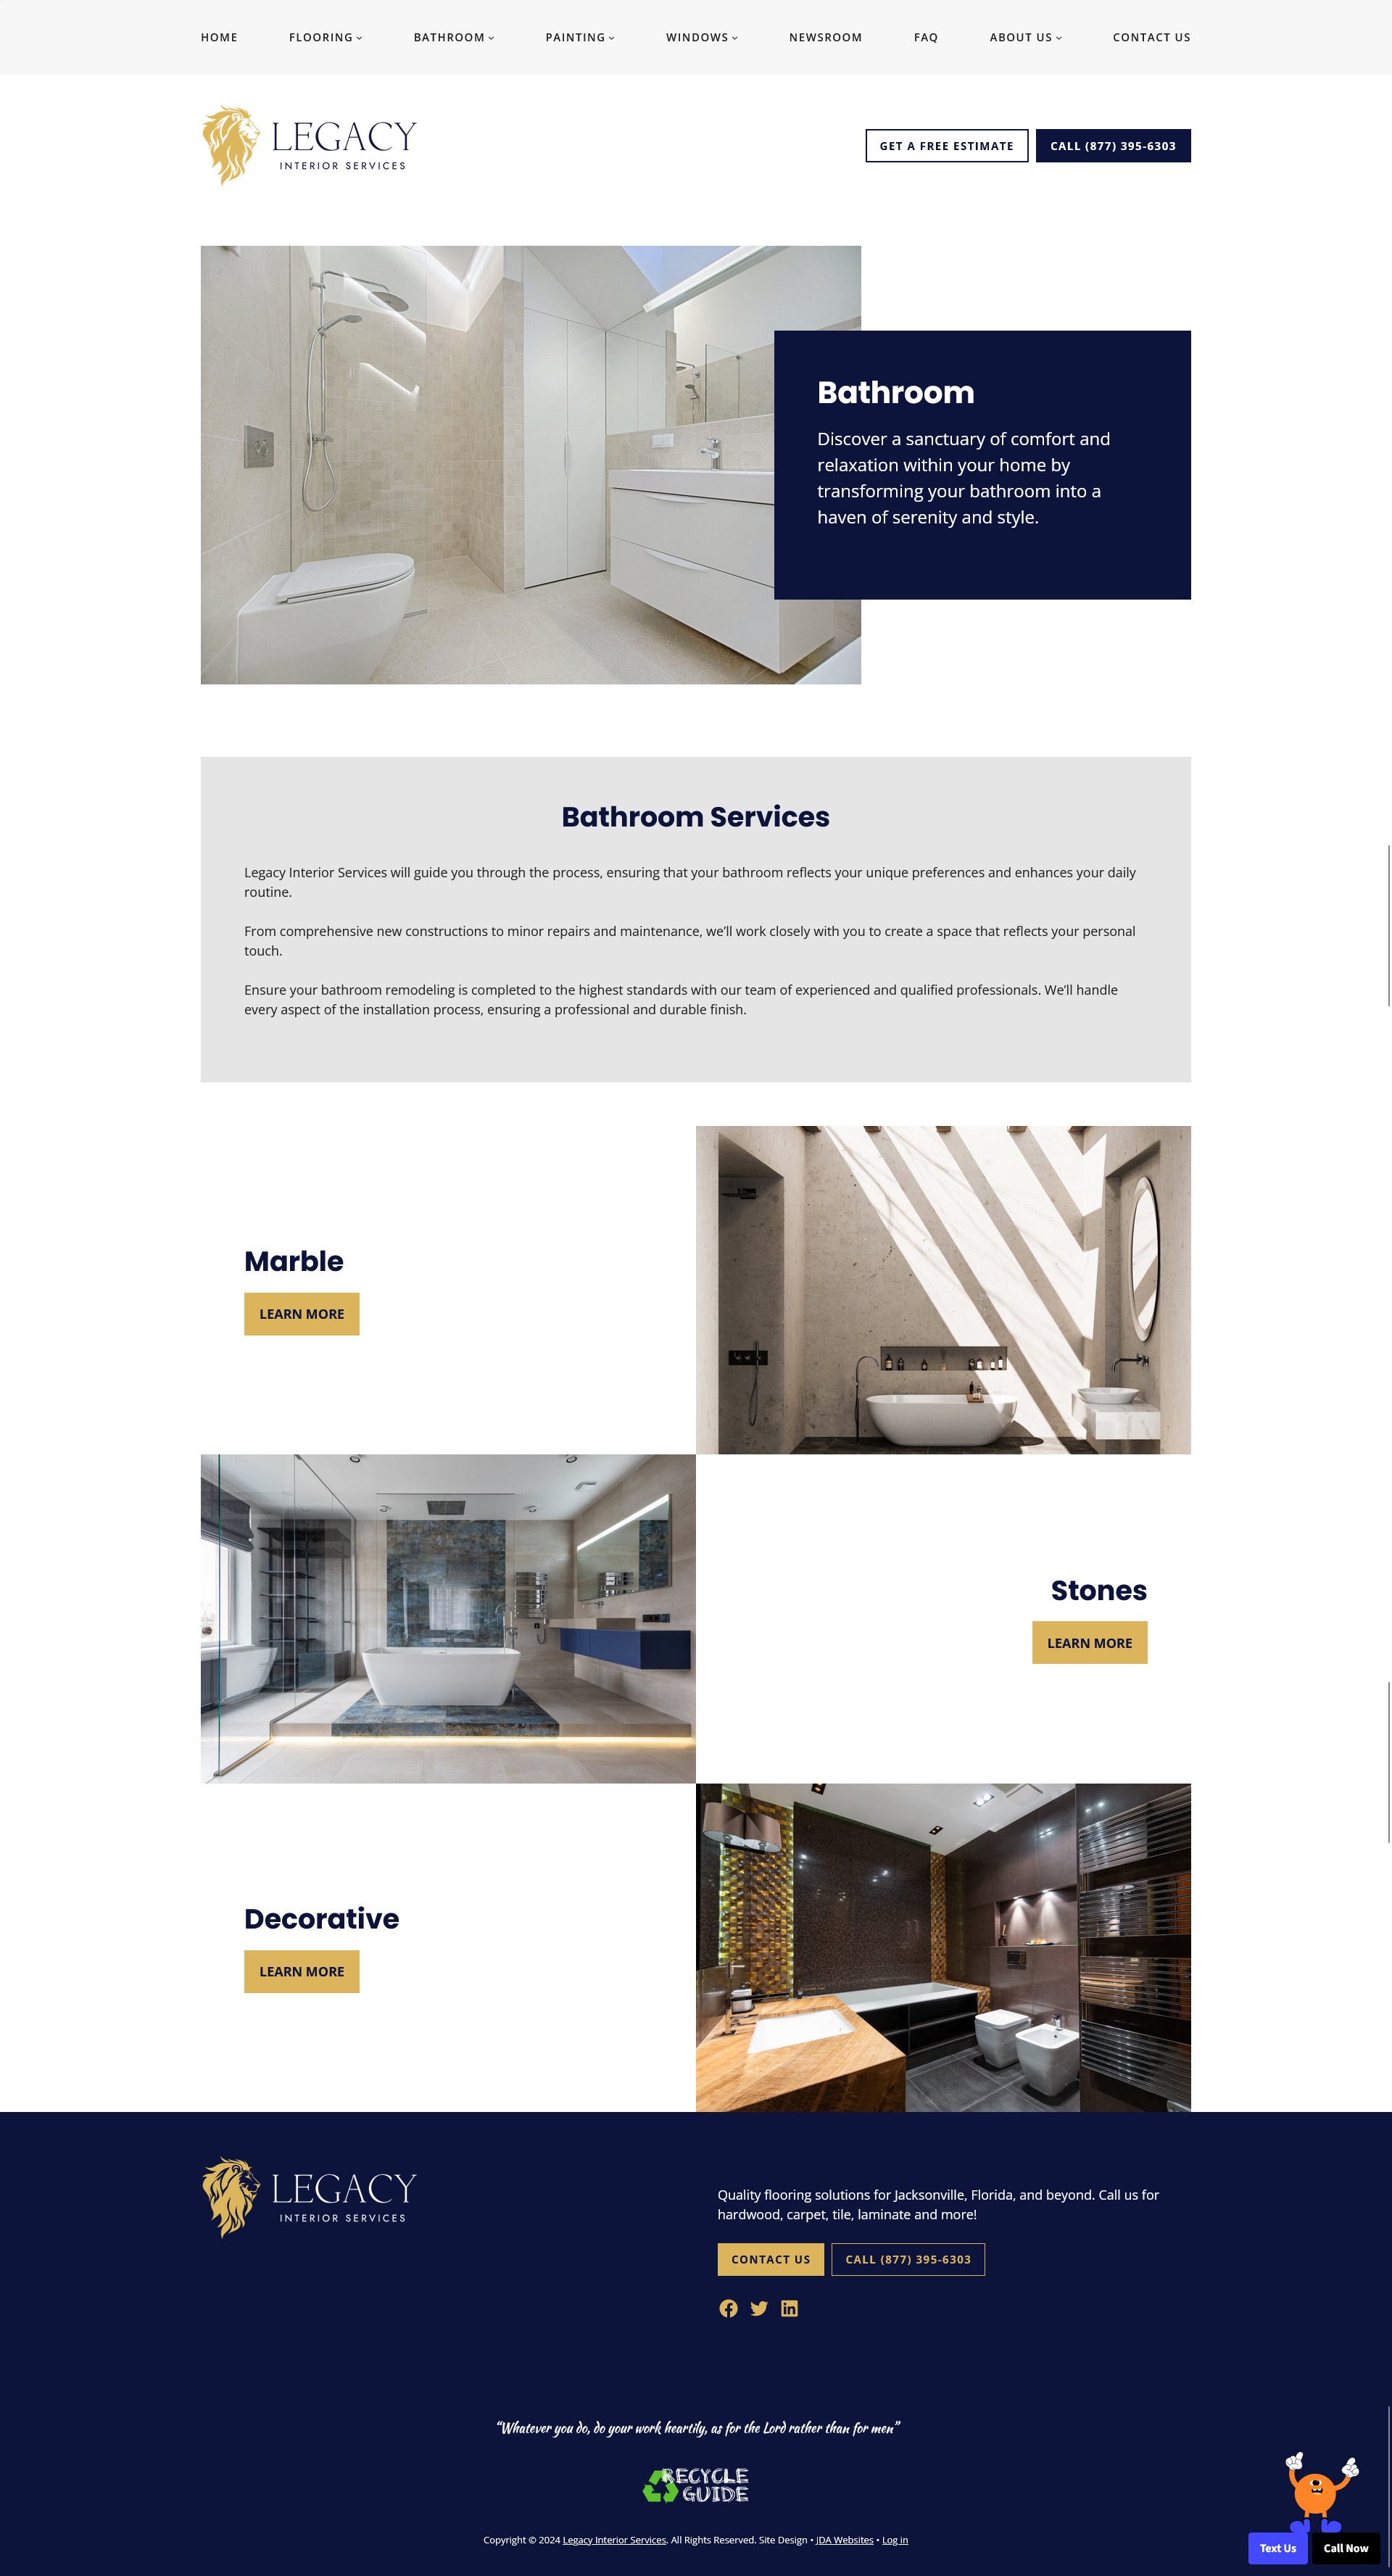 HOME FLOORING BATHROOM PAINTING WINDOWS NEWSROOM FAQ ABOUT US CONTACT US
LEGACY
INTERIOR SERVICES
GET A FREE ESTIMATE CALL (877) 395-6303
Bathroom
Discover a sanctuary of comfort and
relaxation within your home by
transforming your bathroom into a
haven of serenity and style.
Bathroom Services
Legacy Interior Services will guide you through the process, ensuring that your bathroom reflects your unique preferences and enhances your daily
routine.
From comprehensive new constructions to minor repairs and maintenance, we’ll work closely with you to create a space that reflects your personal
touch.
Ensure your bathroom remodeling is completed to the highest standards with our team of experienced and qualified professionals. We’ll handle
every aspect of the installation process, ensuring a professional and durable finish.
Marble
LEARN MORE
Stones
LEARN MORE
Decorative
LEARN MORE
LEGACY
INTERIOR SERVICES
Quality flooring solutions for Jacksonville, Florida, and beyond. Call us for
hardwood, carpet, tile, laminate and more!
CONTACT US CALL (877) 395-6303
“Whatever you do, do your work heartily, as for the Lord rather than for men”
RECYCLE
GUIDE
Copyright © 2024 Legacy Interior Services. All Rights Reserved. Site Design • JDA Websites • Log in
Text Us Call Now